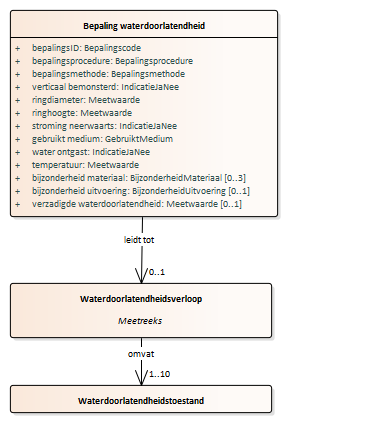 Bepaling waterdoorlatendheid
+ bepalingsID: Bepalingscode
+ bepalingsprocedure: Bepalingsprocedure
+ bepalingsmethode: Bepalingsmethode
+ verticaal bemonsterd: IndicatieJaNee
+ ringdiameter: Meetwaarde
+ ringhoogte: Meetwaarde
+ stroming neerwaarts: IndicatieJaNee
+ gebruikt medium: GebruiktMedium
+ water ontgast: IndicatieJaNee
+ temperatuur: Meetwaarde
+ bijzonderheid materiaal: BijzonderheidMateriaal [0..3]
+ bijzonderheid uitvoering: BijzonderheidUitvoering [0..1]
+ verzadigde waterdoorlatendheid: Meetwaarde [0..1]
leidt tot
0..1
Waterdoorlatendheidsverloop
Meetreeks
omvat
1..10
Waterdoorlatendheidstoestand